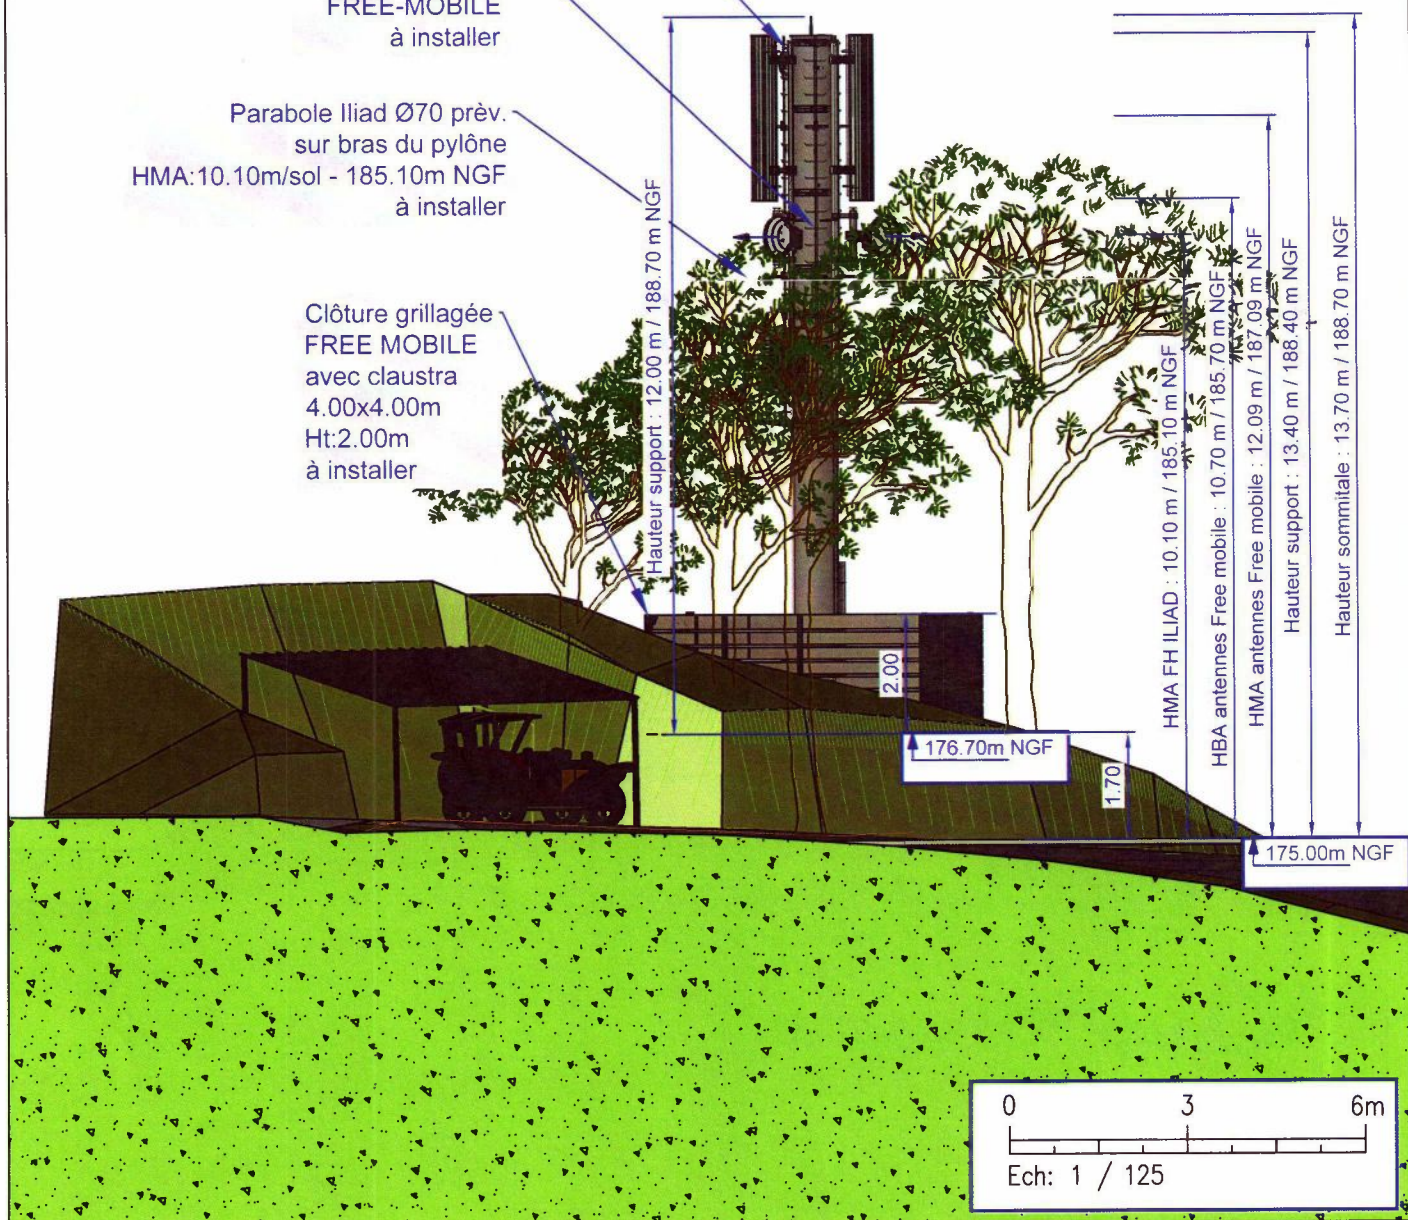 FREE-MOBILE
à installer
Parabole Iliad Ø70 prèv.
sur bras du pylône
HMA:10.10m/sol - 185.10m NGF
à installer
Clôture grillagée
FREE MOBILE
avec claustra
4.00x4.00m
Ht:2.00m
à installer
Hauteur support : 12.00 m / 188.70 m NGF
HMA FH ILIAD : 10.10 m / 185.10 m NGF
HBA antennes Free mobile : 10.70 m / 185.70 m NGF
HMA antennes Free mobile : 12.09 m / 187.09 m NGF
Hauteur support : 13.40 m / 188.40 m NGF
Hauteur sommitale : 13.70 m / 188.70 m NGF
2.00
176.70m NGF
1.70
175.00m NGF
0 3 6m
Ech: 1 / 125